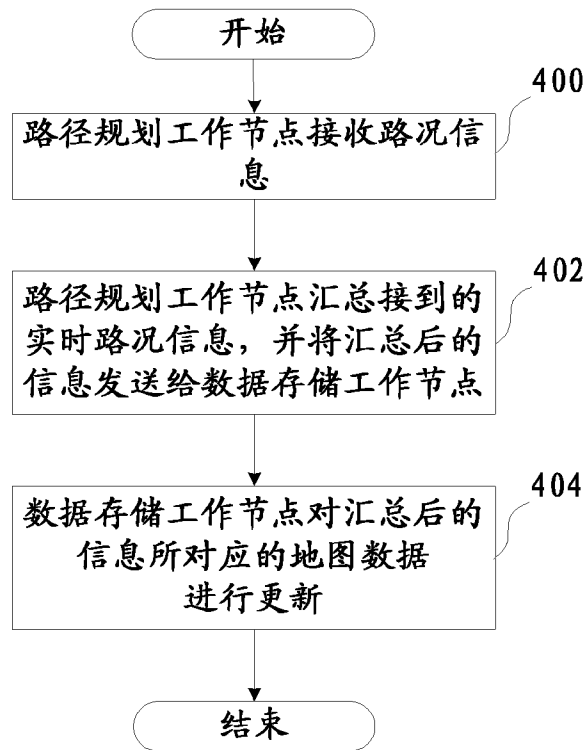 开始
400
路径规划工作节点接收路况信
息
402
路径规划工作节点汇总接到的
实时路况信息，并将汇总后的
信息发送给数据存储工作节点
404
数据存储工作节点对汇总后的
信息所对应的地图数据
进行更新
结束